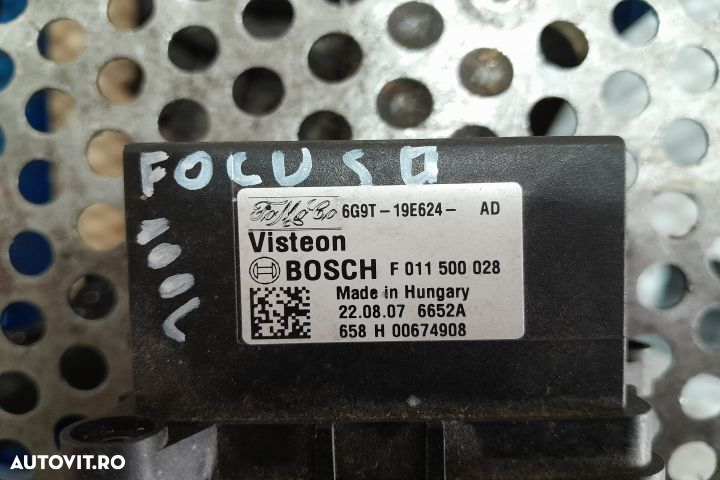 FOCUS II
6G9T-19E624- AD
Visteon
BOSCH F 011 500 028
Made in Hungary
22.08.07 6652A
658 H 00674908
AUTOVIT.RO